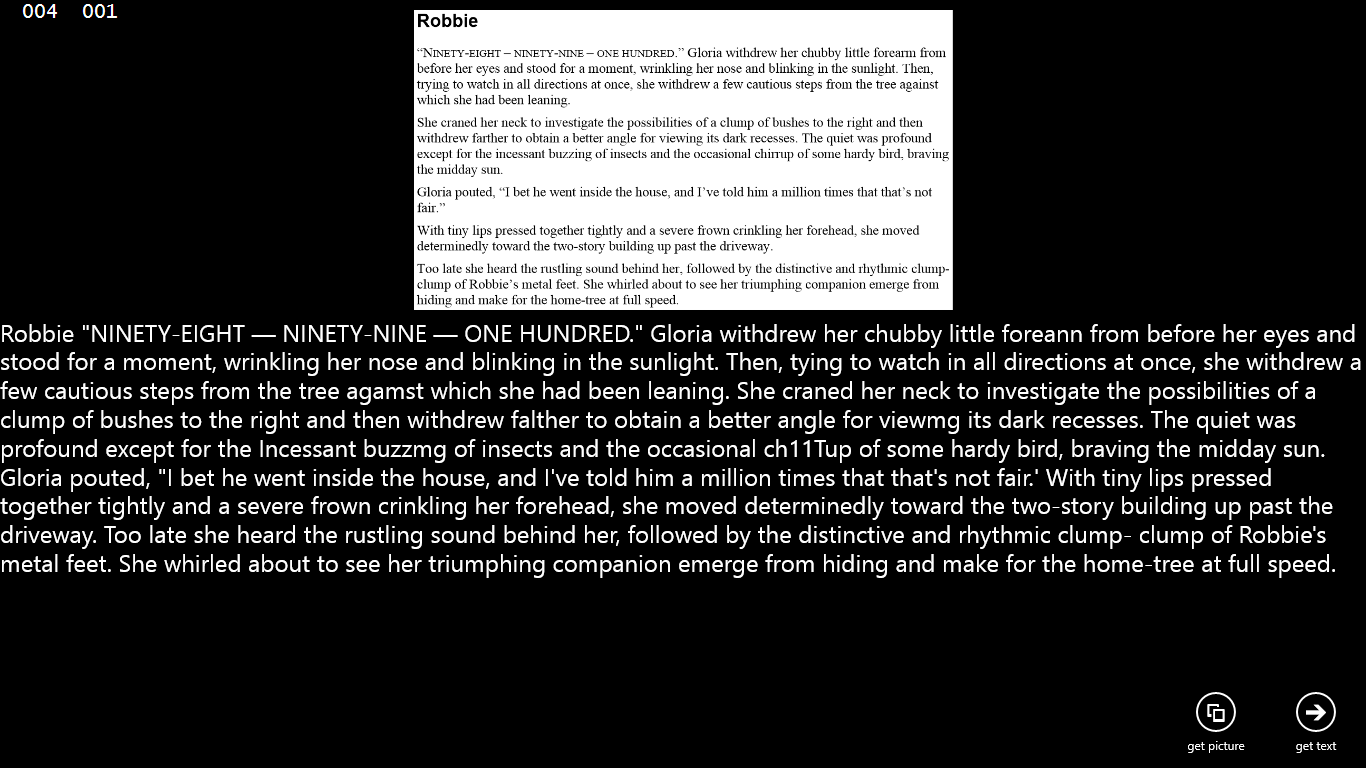 004 001
Robbie
“NINETY-EIGHT – NINETY-NINE – ONE HUNDRED.” Gloria withdrew her chubby little forearm from
before her eyes and stood for a moment, wrinkling her nose and blinking in the sunlight. Then,
trying to watch in all directions at once, she withdrew a few cautious steps from the tree against
which she had been leaning.
She craned her neck to investigate the possibilities of a clump of bushes to the right and then
withdrew farther to obtain a better angle for viewing its dark recesses. The quiet was profound
except for the incessant buzzing of insects and the occasional chirrup of some hardy bird, braving
the midday sun.
Gloria pouted, “I bet he went inside the house, and I’ve told him a million times that that’s not
fair.”
With tiny lips pressed together tightly and a severe frown crinkling her forehead, she moved
determinedly toward the two-story building up past the driveway.
Too late she heard the rustling sound behind her, followed by the distinctive and rhythmic clump-
clump of Robbie’s metal feet. She whirled about to see her triumphing companion emerge from
hiding and make for the home-tree at full speed.
Robbie "NINETY-EIGHT — NINETY-NINE — ONE HUNDRED." Gloria withdrew her chubby little foreann from before her eyes and
stood for a moment, wrinkling her nose and blinking in the sunlight. Then, tying to watch in all directions at once, she withdrew a
few cautious steps from the tree agamst which she had been leaning. She craned her neck to investigate the possibilities of a
clump of bushes to the right and then withdrew falther to obtain a better angle for viewmg its dark recesses. The quiet was
profound except for the Incessant buzzmg of insects and the occasional ch11Tup of some hardy bird, braving the midday sun.
Gloria pouted, "I bet he went inside the house, and I've told him a million times that that's not fair.' With tiny lips pressed
together tightly and a severe frown crinkling her forehead, she moved determinedly toward the two-story building up past the
driveway. Too late she heard the rustling sound behind her, followed by the distinctive and rhythmic clump- clump of Robbie's
metal feet. She whirled about to see her triumphing companion emerge from hiding and make for the home-tree at full speed.
get picture get text